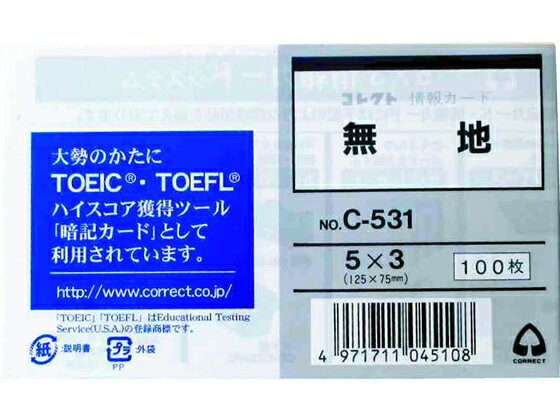 大勢のかたに
TOEIC®・TOEFL®
ハイスコア獲得ツール
「暗記カード」として
利用されています。
http://www.correct.co.jp/
「TOEIC」「TOEFL」はEducational Testing
Service(U.S.A.)の登録商標です。
紙 :説明書
プラ :外袋
PP
コレクト 情報カード
無 地
NO. C-531
5×3
(125×75mm)
100枚
4 971711 045108
CORRECT